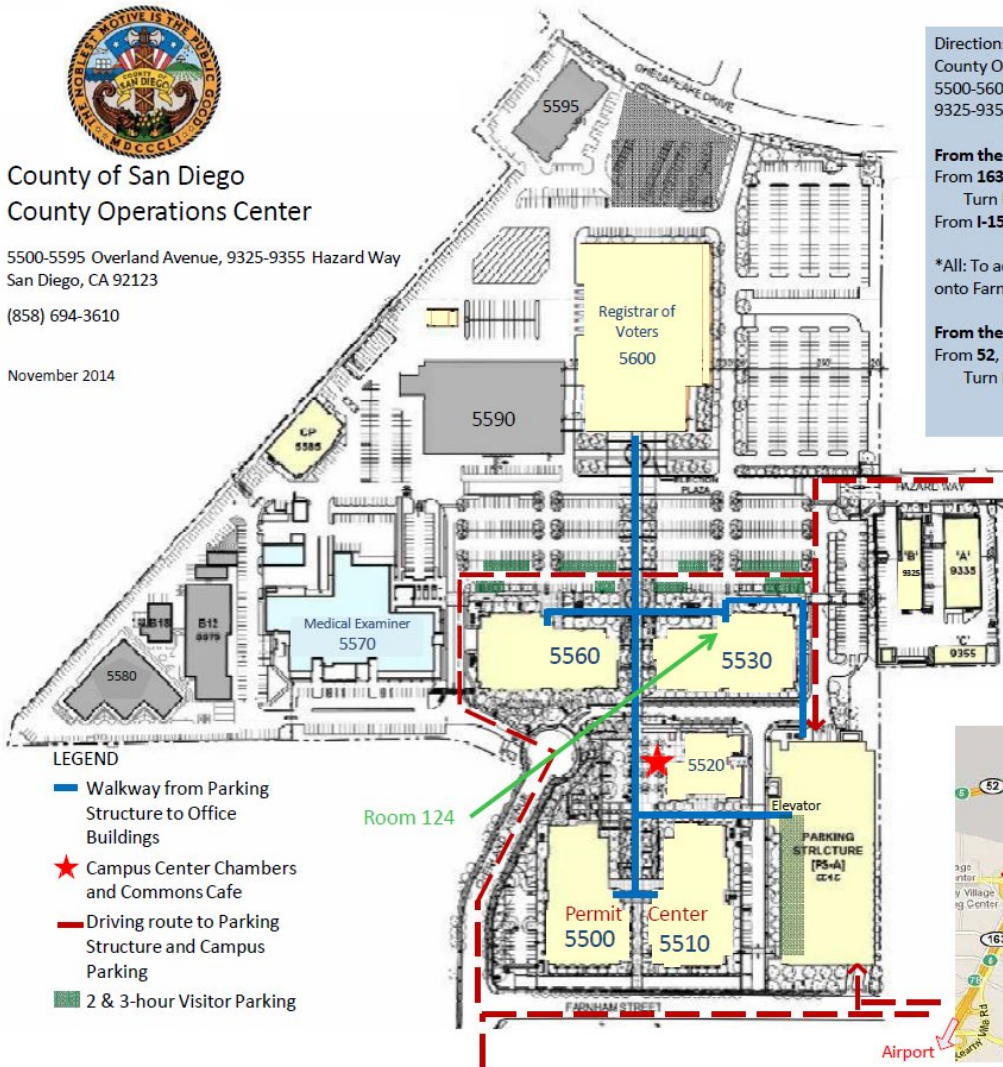 THE NOBLEST MOTIVE IS THE PUBLIC GOOD
COUNTY OF
SAN DIEGO
MDCCCLII
County of San Diego
County Operations Center
5500-5595 Overland Avenue, 9325-9355 Hazard Way
San Diego, CA 92123
(858) 694-3610
November 2014
CHESAPEAKE DRIVE
5595
Registrar of
Voters
5600
5590
CP
5585
ELECTION
PLAZA
HAZARD WAY
'B'
9325
'A'
9335
'C'
9355
Medical Examiner
5570
5560
5530
5580
5520
Elevator
PARKING
STRUCTURE
[PS-A]
Room 124
Permit Center
5500
5510
FARNHAM STREET
LEGEND
Walkway from Parking
Structure to Office
Buildings
Campus Center Chambers
and Commons Cafe
Driving route to Parking
Structure and Campus
Parking
2 & 3-hour Visitor Parking
Direction
County O
5500-560
9325-935
From the
From 163
Turn
From I-15
*All: To a
onto Farn
From the
From 52,
Turn
52
163
Airport